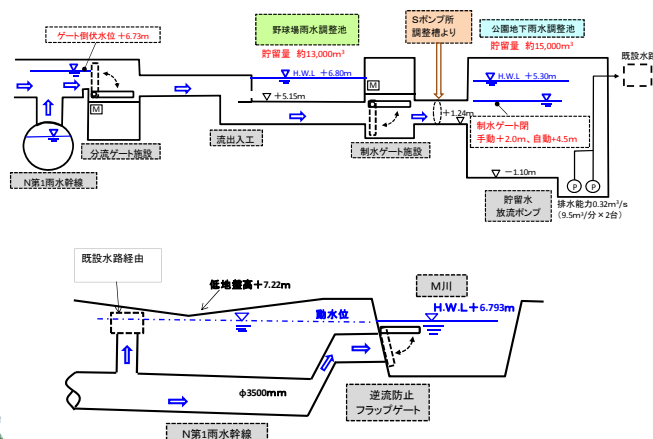 ゲート側伏水位 +6.73m
野球場雨水調整池
貯留量 約13,000m³
Sポンプ所
調整槽より
公園地下雨水調整池
貯留量 約15,000m³
既設水路
H.W.L +6.80m
H.W.L +5.30m
M
+5.15m
M
+1.24m
制水ゲート閉
手動+2.0m、自動+4.5m
流出入工
制水ゲート施設
分流ゲート施設
N第1雨水幹線
−1.10m
P
P
貯留水
放流ポンプ
排水能力0.32m³/s
(9.5m³/分×2台)
既設水路経由
低地盤高+7.22m
M川
動水位
H.W.L+6.793m
φ3500mm
逆流防止
フラップゲート
N第1雨水幹線